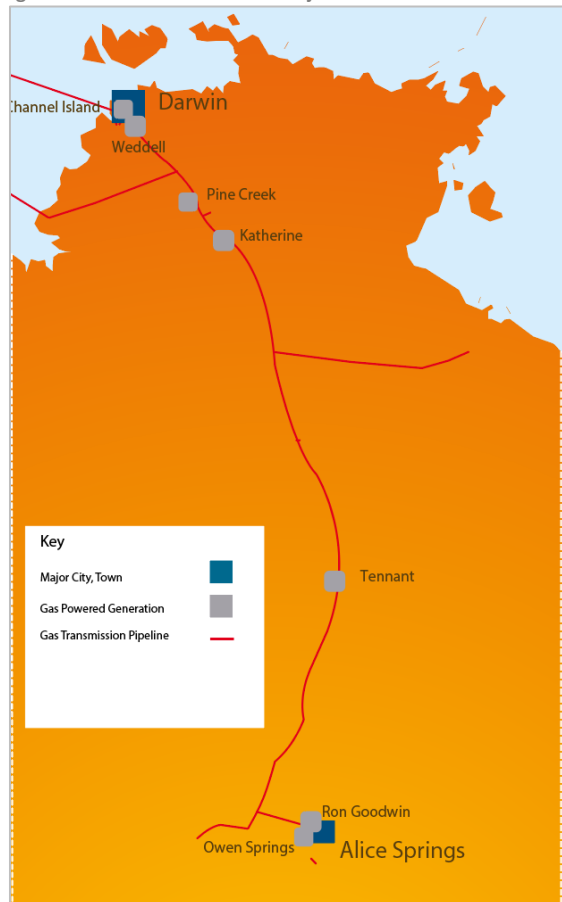 Darwin
Channel Island
Weddell
Pine Creek
Katherine
Key
Major City, Town
Gas Powered Generation
Gas Transmission Pipeline
Tennant
Ron Goodwin
Owen Springs
Alice Springs